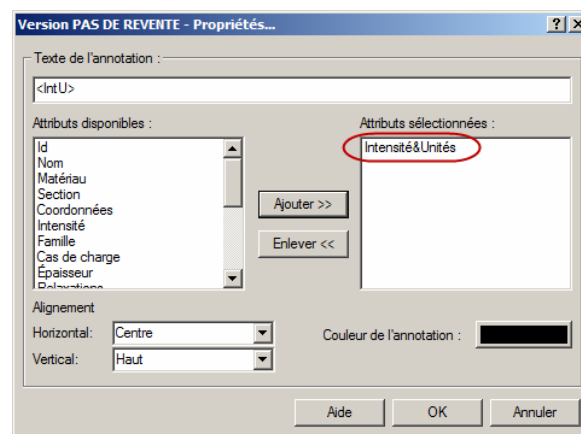 Version PAS DE REVENTE - Propriétés...
Texte de l'annotation :
<IntU>
Attributs disponibles :
Attributs sélectionnées :
Id
Nom
Matériau
Section
Coordonnées
Intensité
Famille
Cas de charge
Épaisseur
Relaxations
Intensité&Unités
Ajouter >>
Enlever <<
Alignement
Horizontal: Centre
Vertical: Haut
Couleur de l'annotation :
Aide OK Annuler